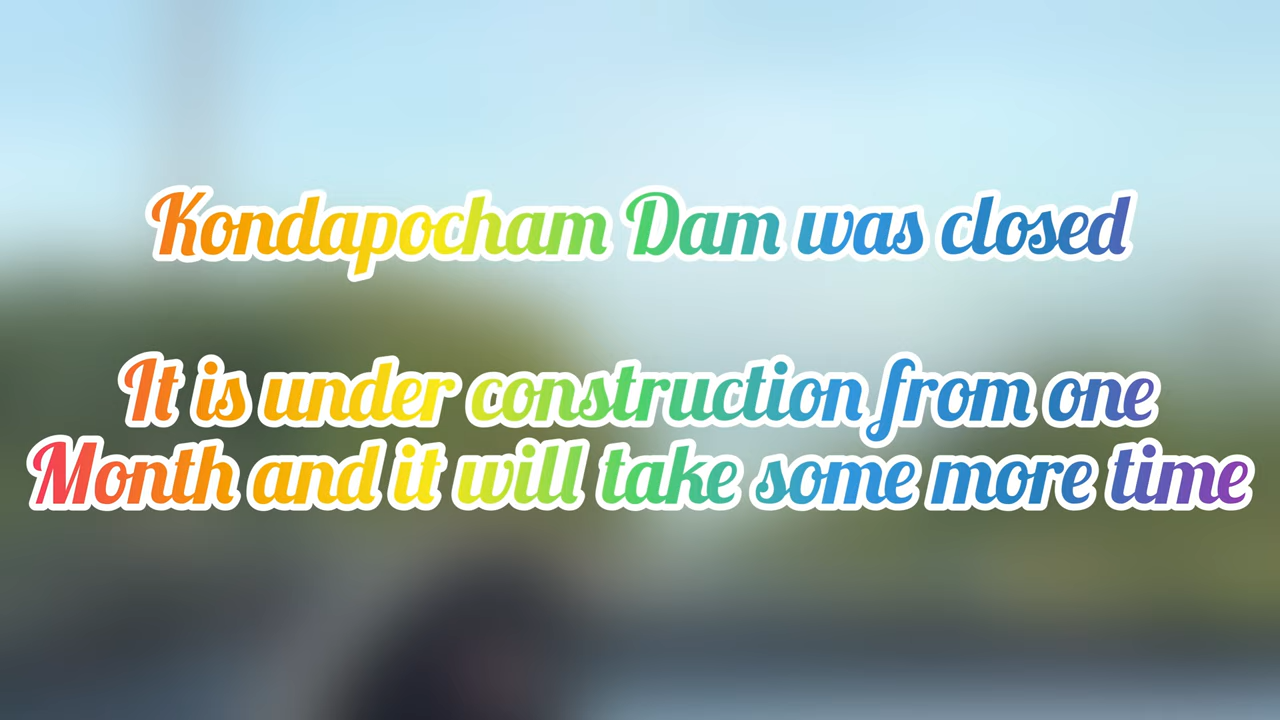 Kondapocham Dam was closed
It is under construction from one
Month and it will take some more time